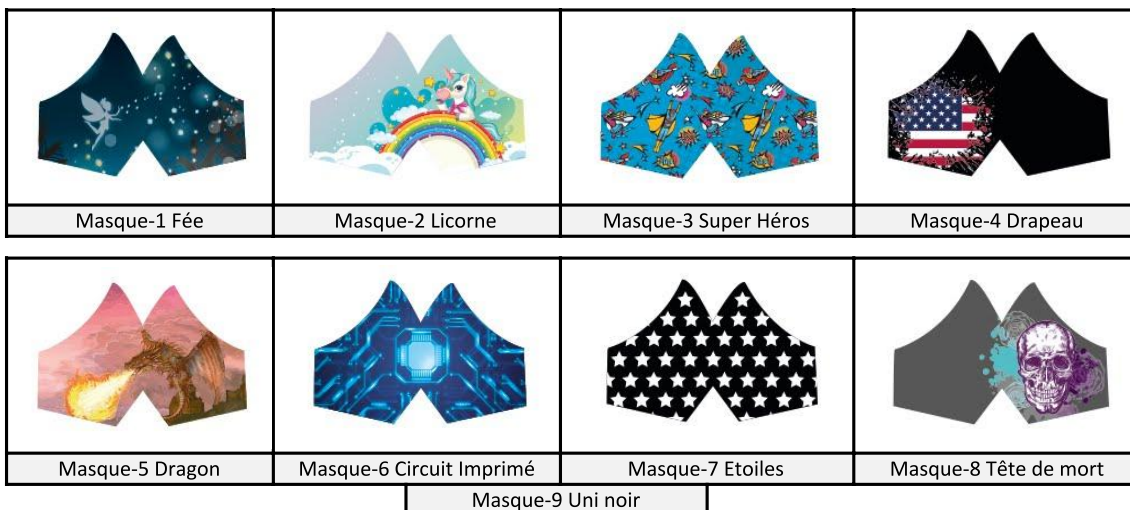 Masque-1 Fée
Masque-2 Licorne
Masque-3 Super Héros
Masque-4 Drapeau
Masque-5 Dragon
Masque-6 Circuit Imprimé
Masque-7 Etoiles
Masque-8 Tête de mort
Masque-9 Uni noir